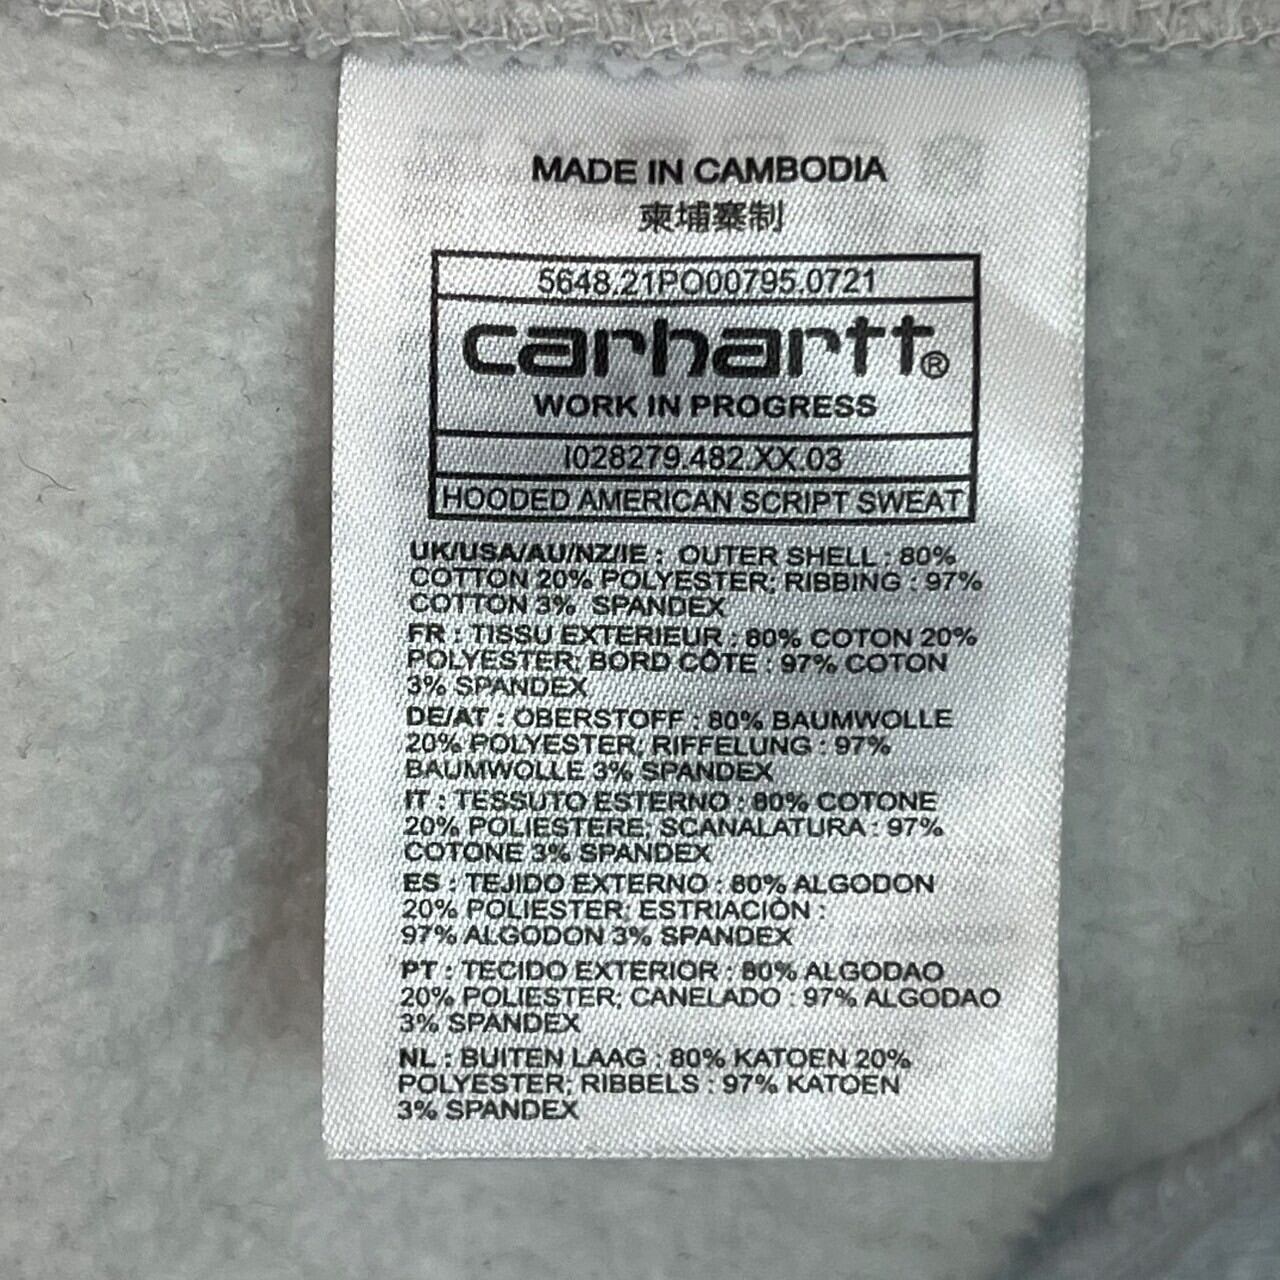 MADE IN CAMBODIA
柬埔寨制
5648.21PO00795.0721
carhartt®
WORK IN PROGRESS
I028279.482.XX.03
HOODED AMERICAN SCRIPT SWEAT
UK/USA/AU/NZ/IE : OUTER SHELL : 80%
COTTON 20% POLYESTER; RIBBING : 97%
COTTON 3% SPANDEX
FR : TISSU EXTERIEUR : 80% COTON 20%
POLYESTER; BORD CÔTE : 97% COTON
3% SPANDEX
DE/AT : OBERSTOFF : 80% BAUMWOLLE
20% POLYESTER; RIFFELUNG : 97%
BAUMWOLLE 3% SPANDEX
IT : TESSUTO ESTERNO : 80% COTONE
20% POLIESTERE; SCANALATURA : 97%
COTONE 3% SPANDEX
ES : TEJIDO EXTERNO : 80% ALGODON
20% POLIESTER; ESTRIACIÓN :
97% ALGODON 3% SPANDEX
PT : TECIDO EXTERIOR : 80% ALGODAO
20% POLIESTER; CANELADO : 97% ALGODAO
3% SPANDEX
NL : BUITEN LAAG : 80% KATOEN 20%
POLYESTER; RIBBELS : 97% KATOEN
3% SPANDEX